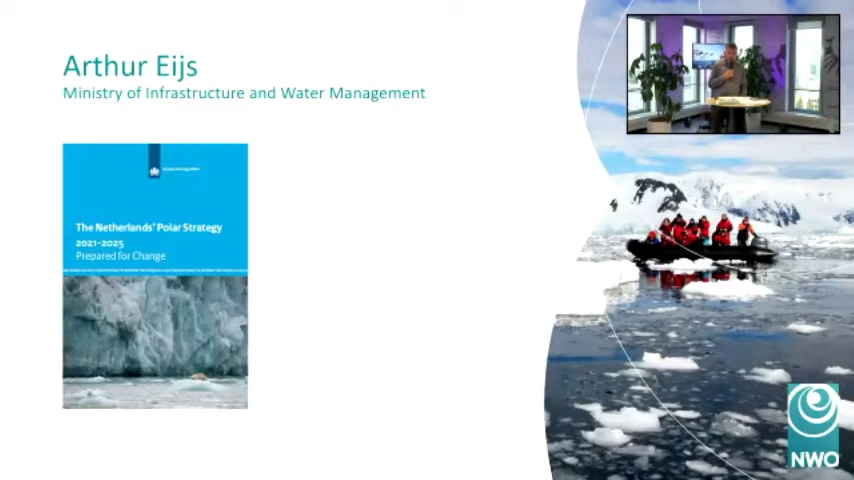 Arthur Eijs
Ministry of Infrastructure and Water Management
The Netherlands' Polar Strategy
2021-2025
Prepared for Change
NWO